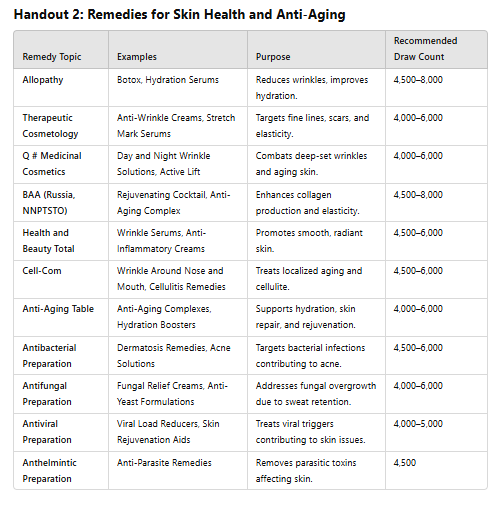 Handout 2: Remedies for Skin Health and Anti-Aging
Remedy Topic Examples Purpose Recommended Draw Count
Allopathy Botox, Hydration Serums Reduces wrinkles, improves hydration. 4,500–8,000
Therapeutic Cosmetology Anti-Wrinkle Creams, Stretch Mark Serums Targets fine lines, scars, and elasticity. 4,000–6,000
Q # Medicinal Cosmetics Day and Night Wrinkle Solutions, Active Lift Combats deep-set wrinkles and aging skin. 4,000–6,000
BAA (Russia, NNPTSTO) Rejuvenating Cocktail, Anti-Aging Complex Enhances collagen production and elasticity. 4,500–8,000
Health and Beauty Total Wrinkle Serums, Anti-Inflammatory Creams Promotes smooth, radiant skin. 4,500–6,000
Cell-Com Wrinkle Around Nose and Mouth, Cellulitis Remedies Treats localized aging and cellulite. 4,500–6,000
Anti-Aging Table Anti-Aging Complexes, Hydration Boosters Supports hydration, skin repair, and rejuvenation. 4,000–6,000
Antibacterial Preparation Dermatosis Remedies, Acne Solutions Targets bacterial infections contributing to acne. 4,500–6,000
Antifungal Preparation Fungal Relief Creams, Anti-Yeast Formulations Addresses fungal overgrowth due to sweat retention. 4,000–6,000
Antiviral Preparation Viral Load Reducers, Skin Rejuvenation Aids Treats viral triggers contributing to skin issues. 4,000–5,000
Anthelmintic Preparation Anti-Parasite Remedies Removes parasitic toxins affecting skin. 4,500